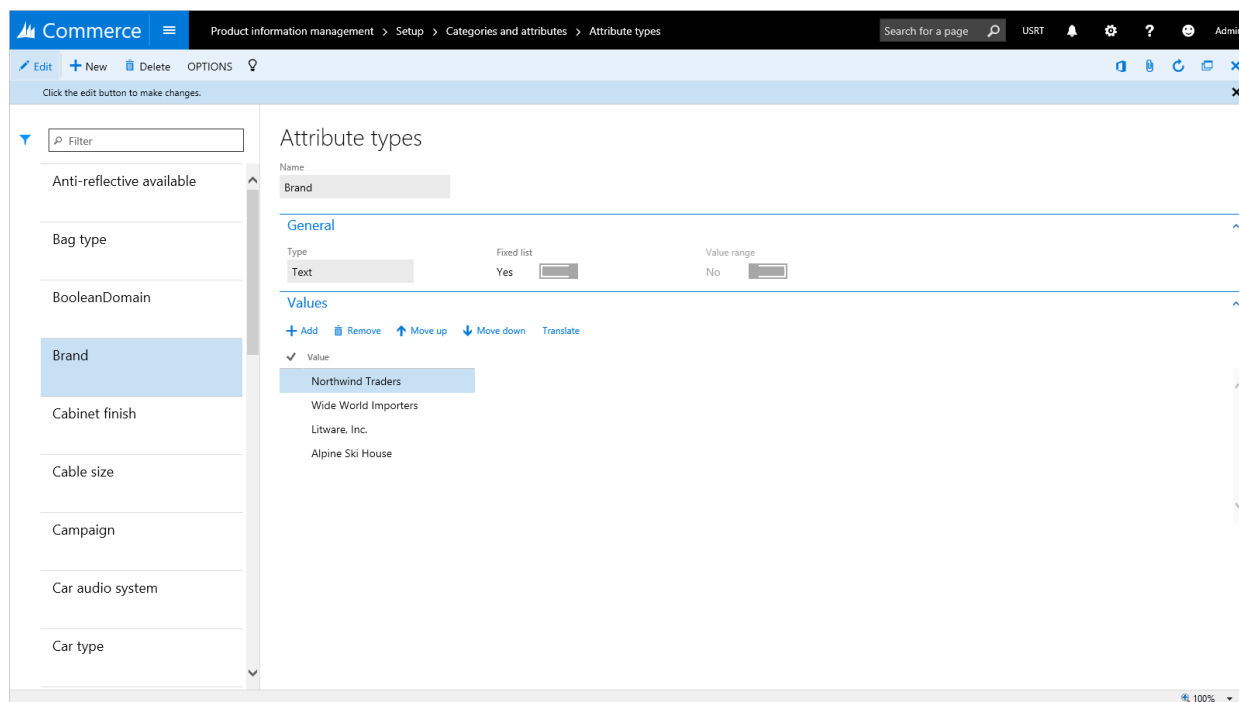 Commerce
Product information management > Setup > Categories and attributes > Attribute types
Search for a page
USRT
?
Admin
Edit
New
Delete
OPTIONS
Click the edit button to make changes.
Filter
Anti-reflective available
Bag type
BooleanDomain
Brand
Cabinet finish
Cable size
Campaign
Car audio system
Car type
Attribute types
Name
Brand
General
Type
Fixed list
Value range
Text
Yes
No
Values
Add
Remove
Move up
Move down
Translate
Value
Northwind Traders
Wide World Importers
Litware, Inc.
Alpine Ski House
100%